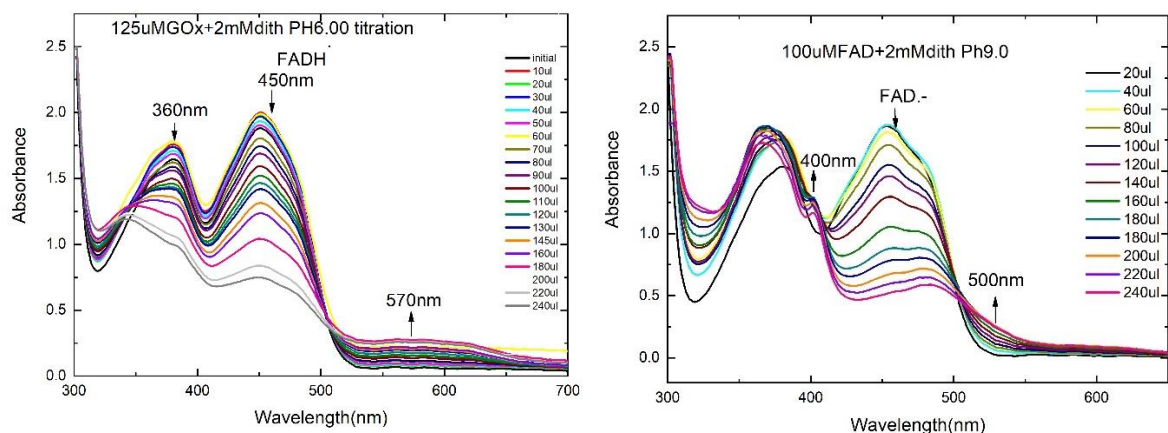 125uMGOx+2mMdith PH6.00 titration
FADH
450nm
360nm
570nm
Absorbance
2.5
2.0
1.5
1.0
0.5
0.0
300
400
500
600
700
Wavelength(nm)
initial
10ul
20ul
30ul
40ul
50ul
60ul
70ul
80ul
90ul
100ul
110ul
120ul
130ul
145ul
160ul
180ul
200ul
220ul
240ul
100uMFAD+2mMdith Ph9.0
FAD.-
400nm
500nm
Absorbance
2.5
2.0
1.5
1.0
0.5
0.0
300
400
500
600
Wavelength(nm)
20ul
40ul
60ul
80ul
100ul
120ul
140ul
160ul
180ul
180ul
200ul
220ul
240ul